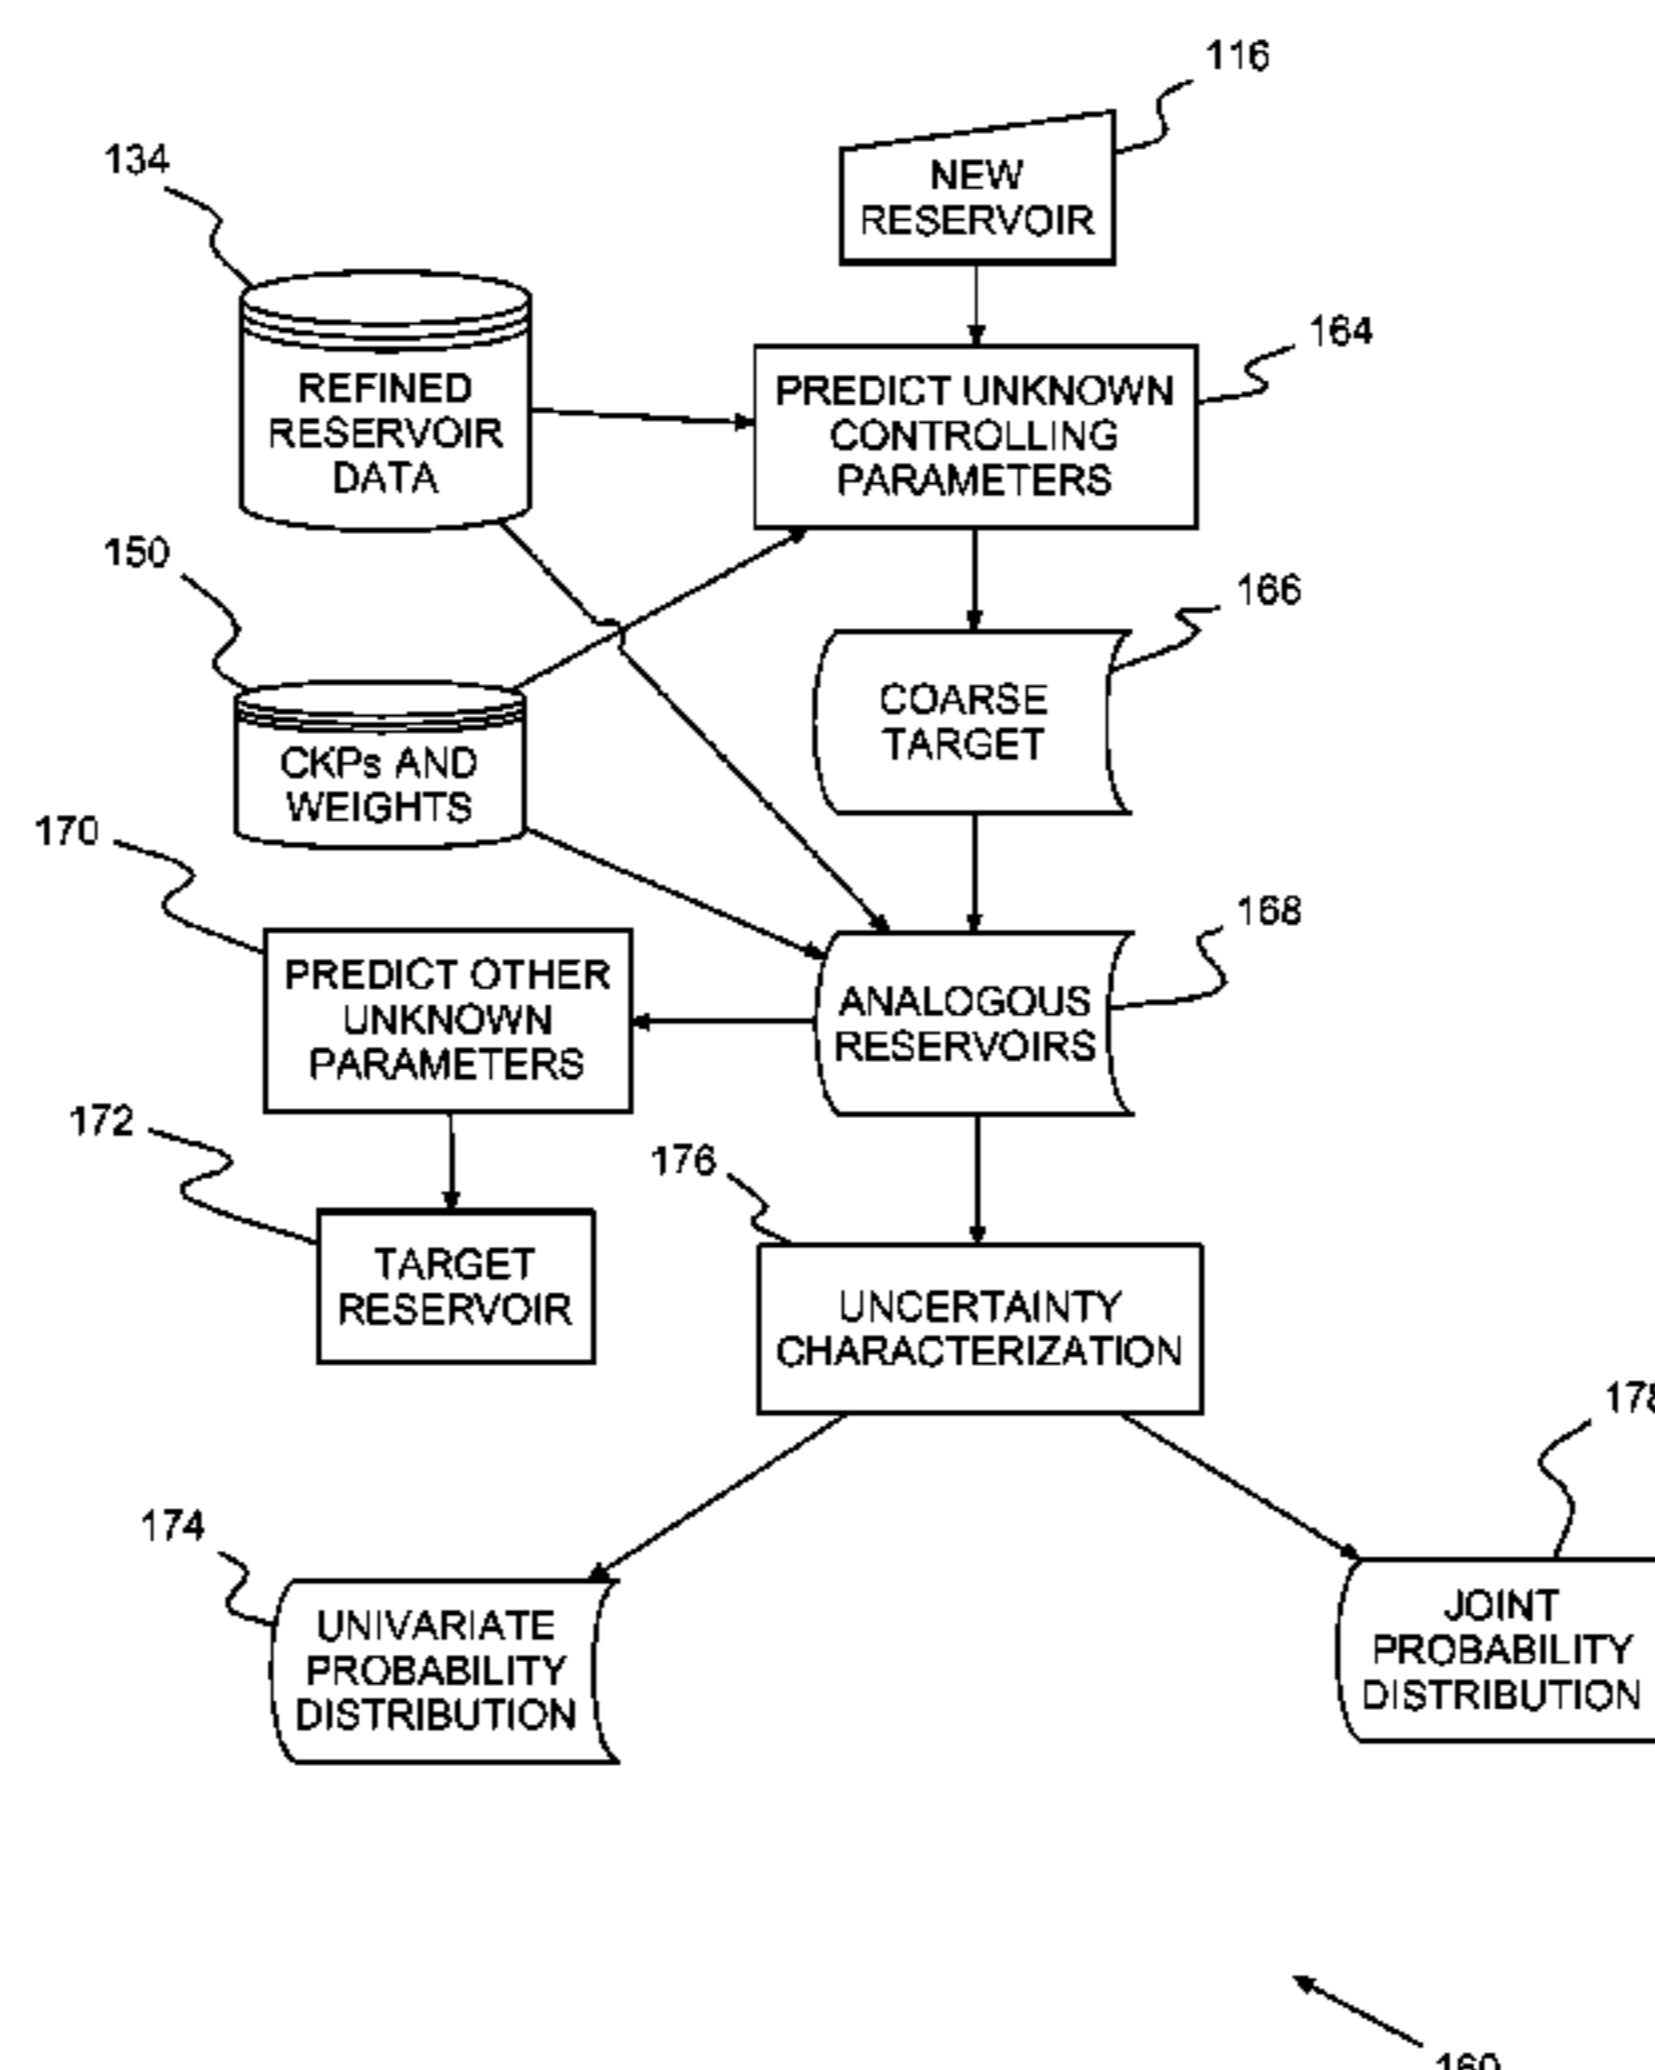 116
134
NEW
RESERVOIR
164
REFINED
RESERVOIR
DATA
PREDICT UNKNOWN
CONTROLLING
PARAMETERS
150
166
COARSE
TARGET
CKPs AND
WEIGHTS
170
168
PREDICT OTHER
UNKNOWN
PARAMETERS
ANALOGOUS
RESERVOIRS
172
176
TARGET
RESERVOIR
UNCERTAINTY
CHARACTERIZATION
178
174
UNIVARIATE
PROBABILITY
DISTRIBUTION
JOINT
PROBABILITY
DISTRIBUTION
160